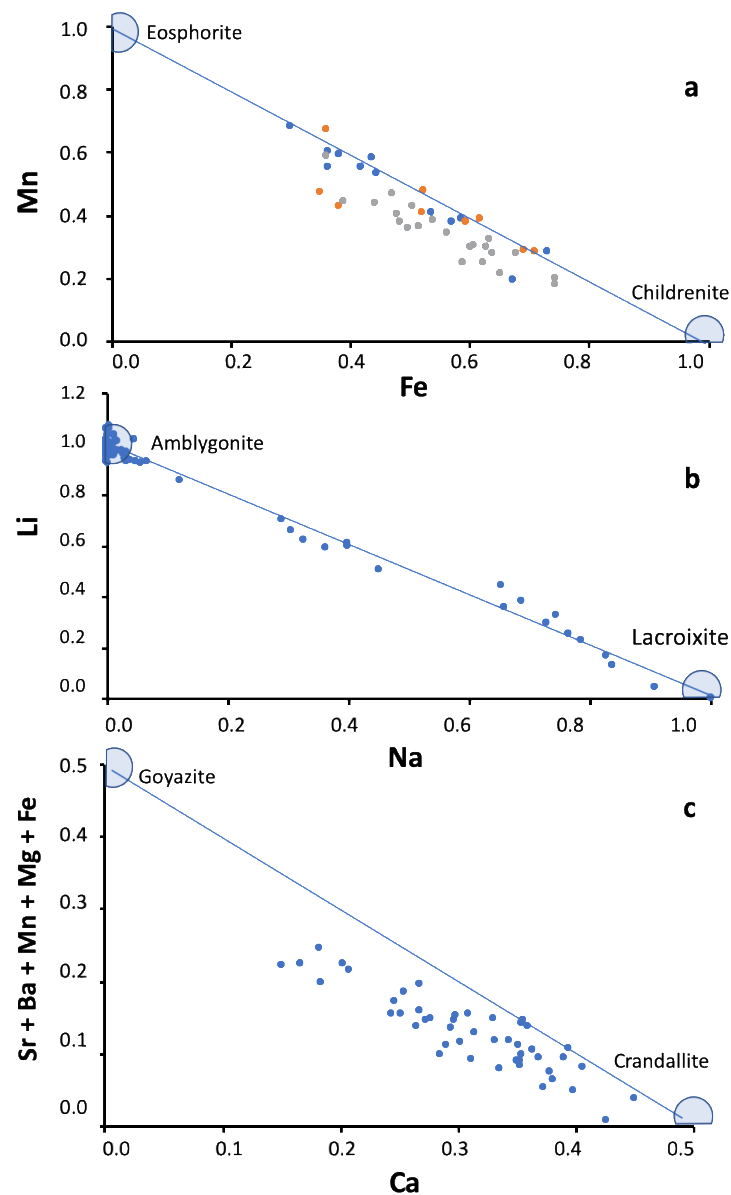 1.0
Eosphorite
a
0.8
0.6
Mn
0.4
0.2
Childrenite
0.0
0.0 0.2 0.4 0.6 0.8 1.0
Fe
1.2
1.0
Amblygonite
b
0.8
Li
0.6
0.4
0.2
Lacroixite
0.0
0.0 0.2 0.4 0.6 0.8 1.0
Na
0.5
Goyazite
c
0.4
0.3
Sr + Ba + Mn + Mg + Fe
0.2
0.1
Crandallite
0.0
0.0 0.1 0.2 0.3 0.4 0.5
Ca